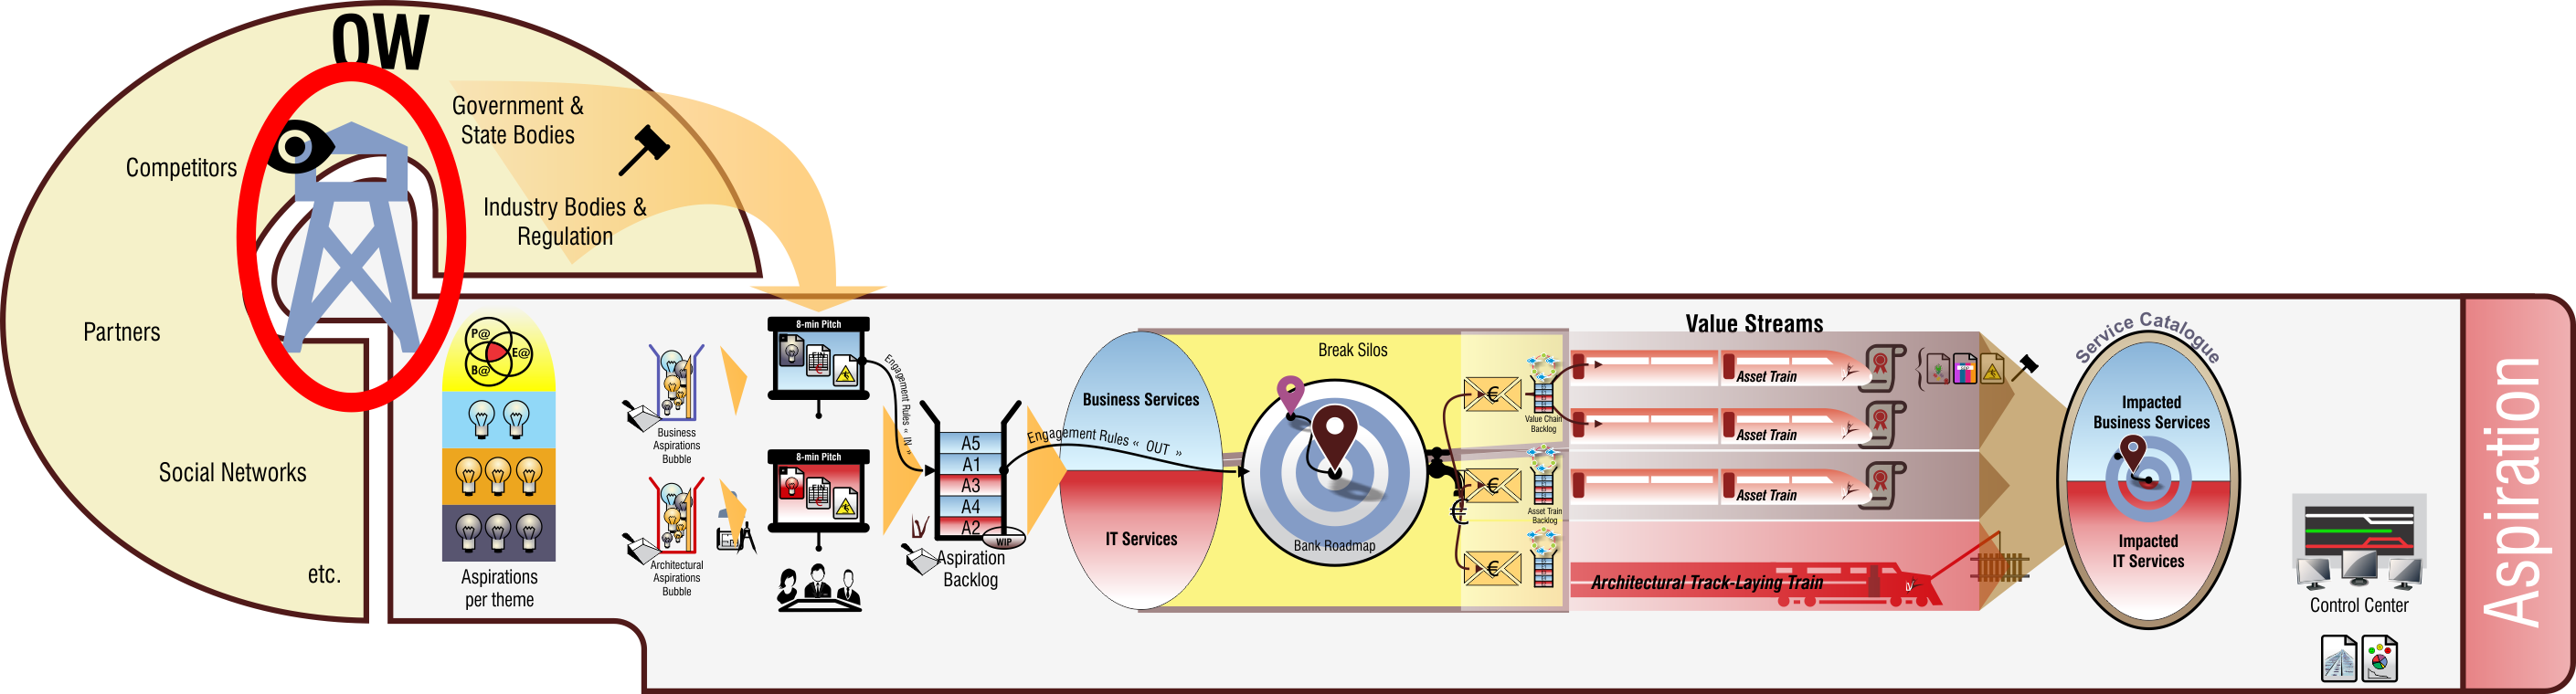 OW
Government &
State Bodies
Competitors
Industry Bodies &
Regulation
Partners
Social Networks
etc.
P@
E@
B@
Aspirations
per theme
Business
Aspirations
Bubble
Architectural
Aspirations
Bubble
8-min Pitch
FIN
€
8-min Pitch
FIN
€
Engagement Rules « IN »
A5
A1
A3
A4
A2
WIP
Aspiration
Backlog
Engagement Rules « OUT »
Business Services
IT Services
Break Silos
Bank Roadmap
€
€
€
€
Value Chain
Backlog
Asset Train
Backlog
Value Streams
Asset Train
Asset Train
Asset Train
Architectural Track-Laying Train
Service Catalogue
Impacted
Business Services
Impacted
IT Services
Control Center
Aspiration